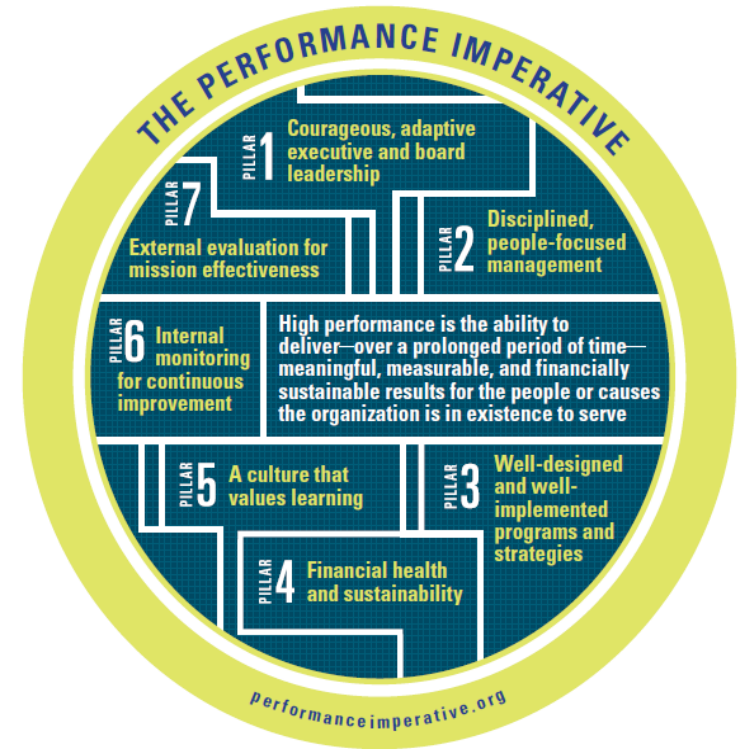 THE PERFORMANCE IMPERATIVE
PILLAR 1
Courageous, adaptive
executive and board
leadership
PILLAR 2
Disciplined,
people-focused
management
PILLAR 7
External evaluation for
mission effectiveness
PILLAR 6
Internal
monitoring
for continuous
improvement
High performance is the ability to
deliver—over a prolonged period of time—
meaningful, measurable, and financially
sustainable results for the people or causes
the organization is in existence to serve
PILLAR 5
A culture that
values learning
PILLAR 3
Well-designed
and well-
implemented
programs and
strategies
PILLAR 4
Financial health
and sustainability
performanceimperative.org